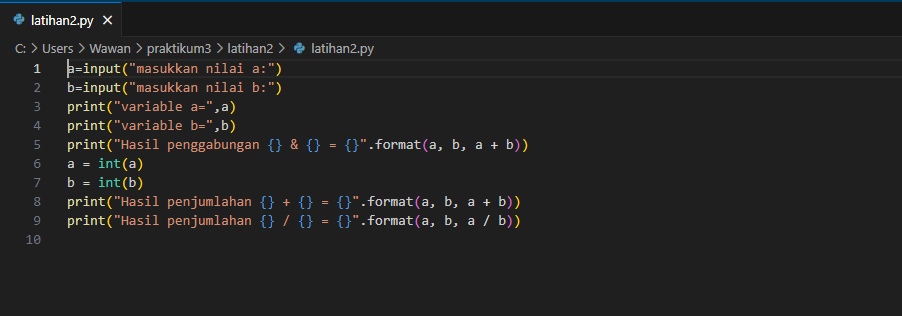 latihan2.py
C: > Users > Wawan > praktikum3 > latihan2 > latihan2.py
1 a=input("masukkan nilai a:")
2 b=input("masukkan nilai b:")
3 print("variable a=",a)
4 print("variable b=",b)
5 print("Hasil penggabungan {} & {} = {}".format(a, b, a + b))
6 a = int(a)
7 b = int(b)
8 print("Hasil penjumlahan {} + {} = {}".format(a, b, a + b))
9 print("Hasil penjumlahan {} / {} = {}".format(a, b, a / b))
10